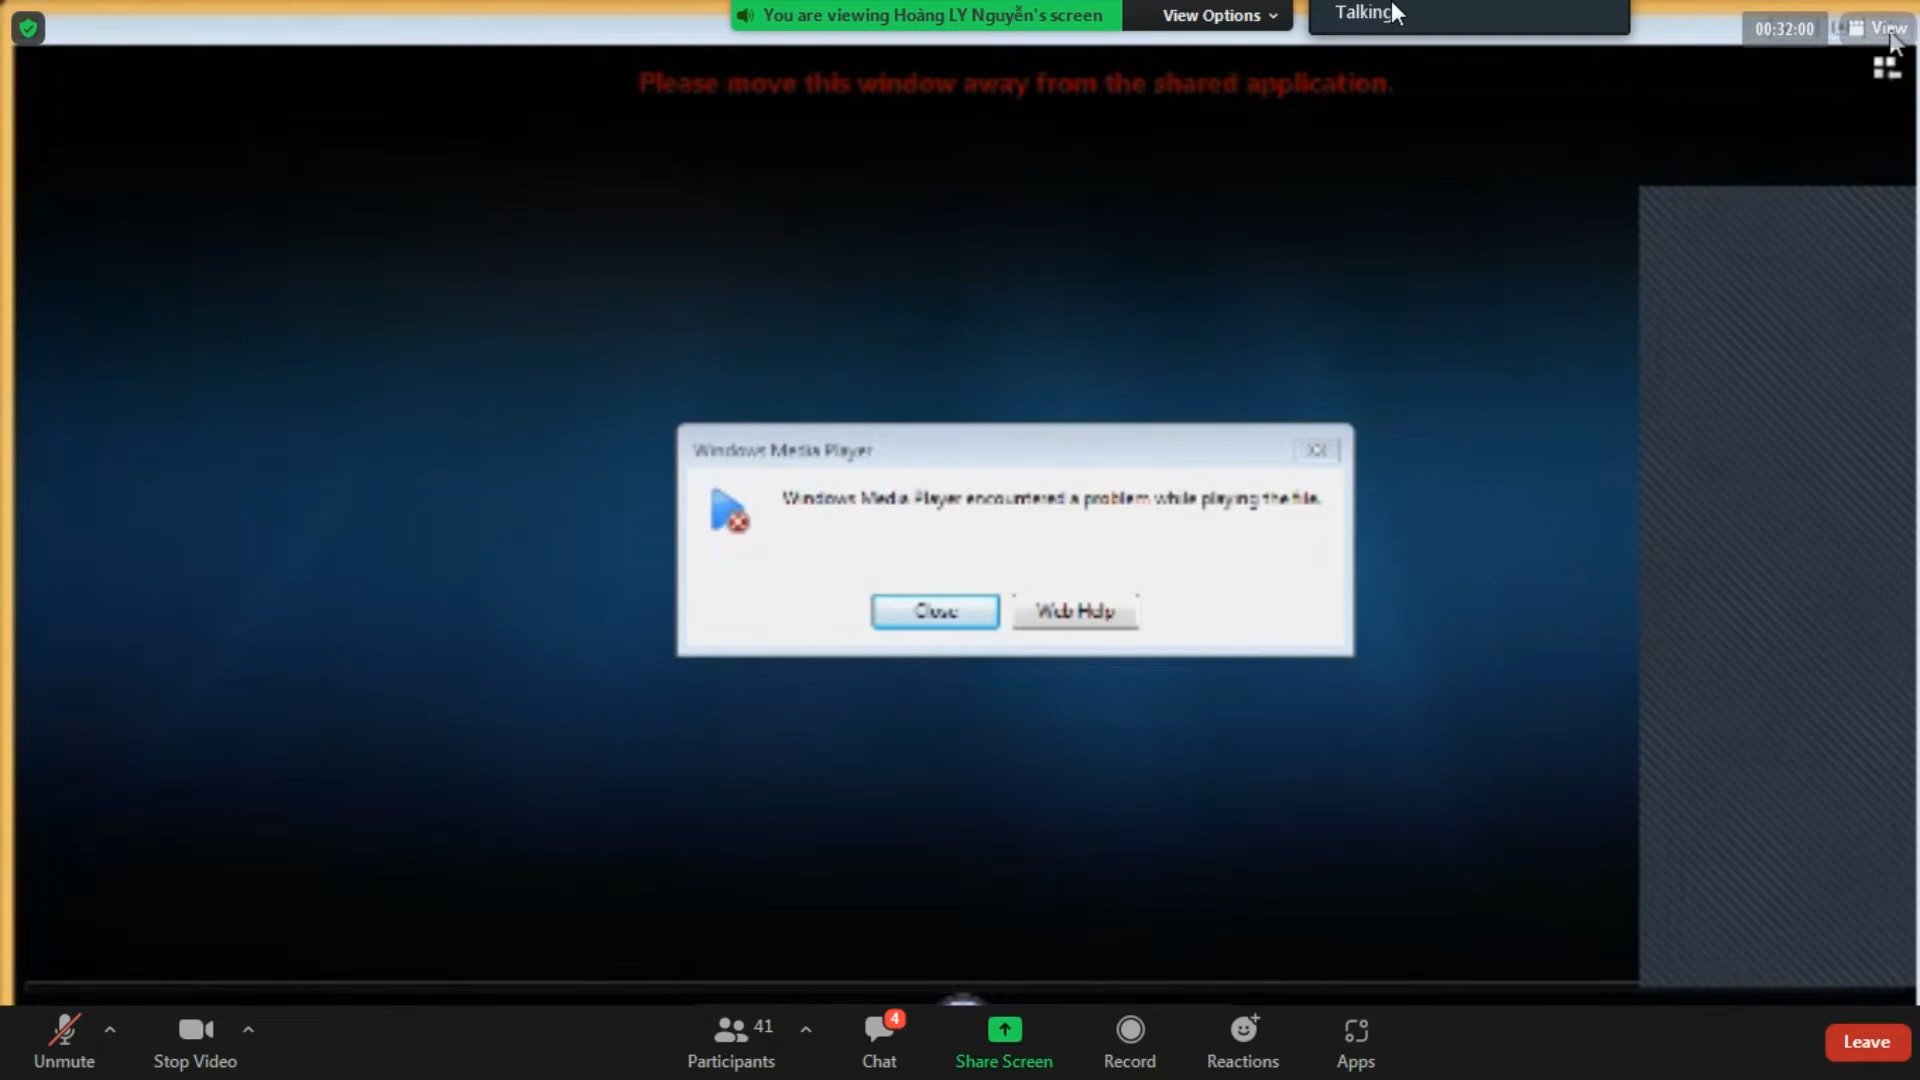 You are viewing Hoàng LY Nguyễn's screen
View Options
Talking
00:32:00
View
Please move this window away from the shared application.
Windows Media Player
Windows Media Player encountered a problem while playing the file.
Close
Web Help
Unmute
Stop Video
41
Participants
4
Chat
Share Screen
Record
Reactions
Apps
Leave